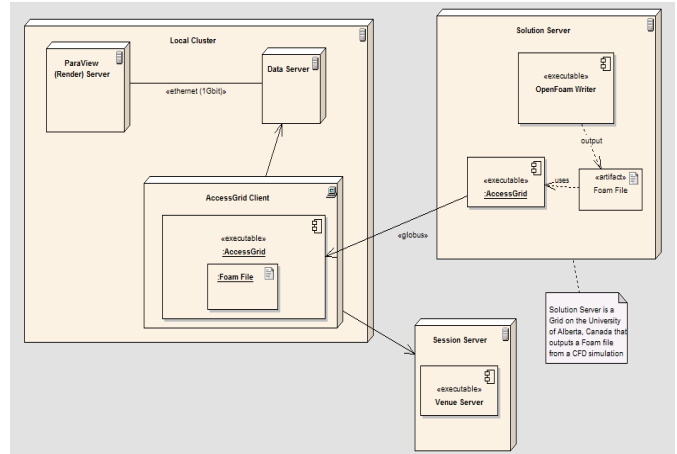 Local Cluster
ParaView
(Render) Server
Data Server
«ethernet (1Gbit)»
AccessGrid Client
«executable»
:AccessGrid
:Foam File
Solution Server
«executable»
OpenFoam Writer
output
«executable»
:AccessGrid
uses
«artifact»
Foam File
«globus»
Solution Server is a
Grid on the University
of Alberta, Canada that
outputs a Foam file
from a CFD simulation
Session Server
«executable»
Venue Server